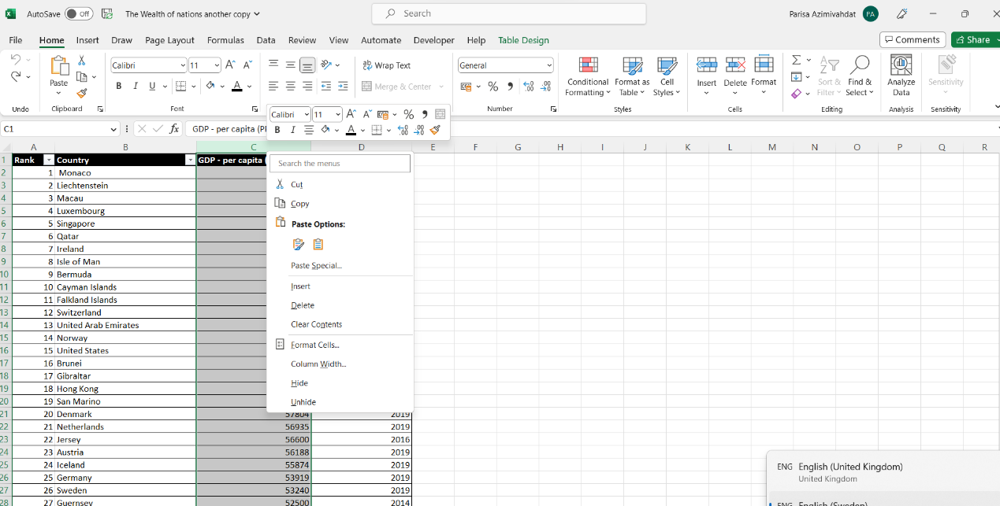 AutoSave Off The Wealth of nations another copy Search Parisa Azimivahdat PA
File Home Insert Draw Page Layout Formulas Data Review View Automate Developer Help Table Design Comments Share
Paste
Undo
Clipboard
Calibri 11
B I U
Font
Wrap Text
Merge & Center
General
Number
Conditional Formatting
Format as Table
Cell Styles
Styles
Insert Delete Format
Cells
Sort & Filter
Find & Select
Editing
Analyze Data
Analysis
Sensitivity
Sensitivity
Calibri 11
B I
C1 fx GDP - per capita
A B C D E F G H I J K L M N O P Q R
1 Rank Country GDP - per capita
2 1 Monaco
3 2 Liechtenstein
4 3 Macau
5 4 Luxembourg
6 5 Singapore
7 6 Qatar
8 7 Ireland
9 8 Isle of Man
10 9 Bermuda
11 10 Cayman Islands
12 11 Falkland Islands
13 12 Switzerland
14 13 United Arab Emirates
15 14 Norway
16 15 United States
17 16 Brunei
18 17 Gibraltar
19 18 Hong Kong
20 19 San Marino
21 20 Denmark 57804 2019
22 21 Netherlands 56935 2019
23 22 Jersey 56600 2016
24 23 Austria 56188 2019
25 24 Iceland 55874 2019
26 25 Germany 53919 2019
27 26 Sweden 53240 2019
28 27 Guernsey 52500 2014
Search the menus
Cut
Copy
Paste Options:
Paste Special...
Insert
Delete
Clear Contents
Format Cells...
Column Width...
Hide
Unhide
ENG English (United Kingdom)
United Kingdom
ENG English (Sweden)